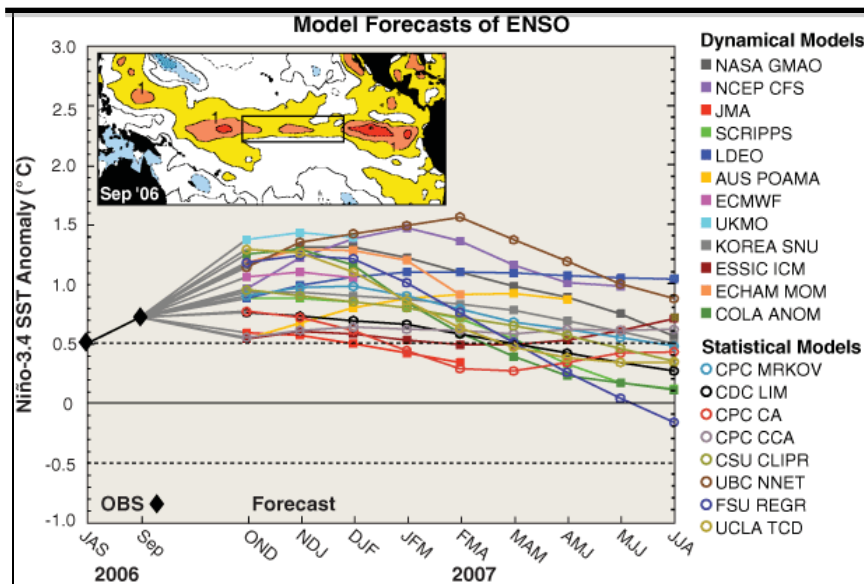 Model Forecasts of ENSO
3.0
2.5
2.0
1.5
1.0
0.5
0
-0.5
-1.0
Niño-3.4 SST Anomaly (° C)
1
1
1
Sep '06
OBS
Forecast
JAS
Sep
OND
NDJ
DJF
JFM
FMA
MAM
AMJ
MJJ
JJA
2006
2007
Dynamical Models
NASA GMAO
NCEP CFS
JMA
SCRIPPS
LDEO
AUS POAMA
ECMWF
UKMO
KOREA SNU
ESSIC ICM
ECHAM MOM
COLA ANOM
Statistical Models
CPC MRKOV
CDC LIM
CPC CA
CPC CCA
CSU CLIPR
UBC NNET
FSU REGR
UCLA TCD